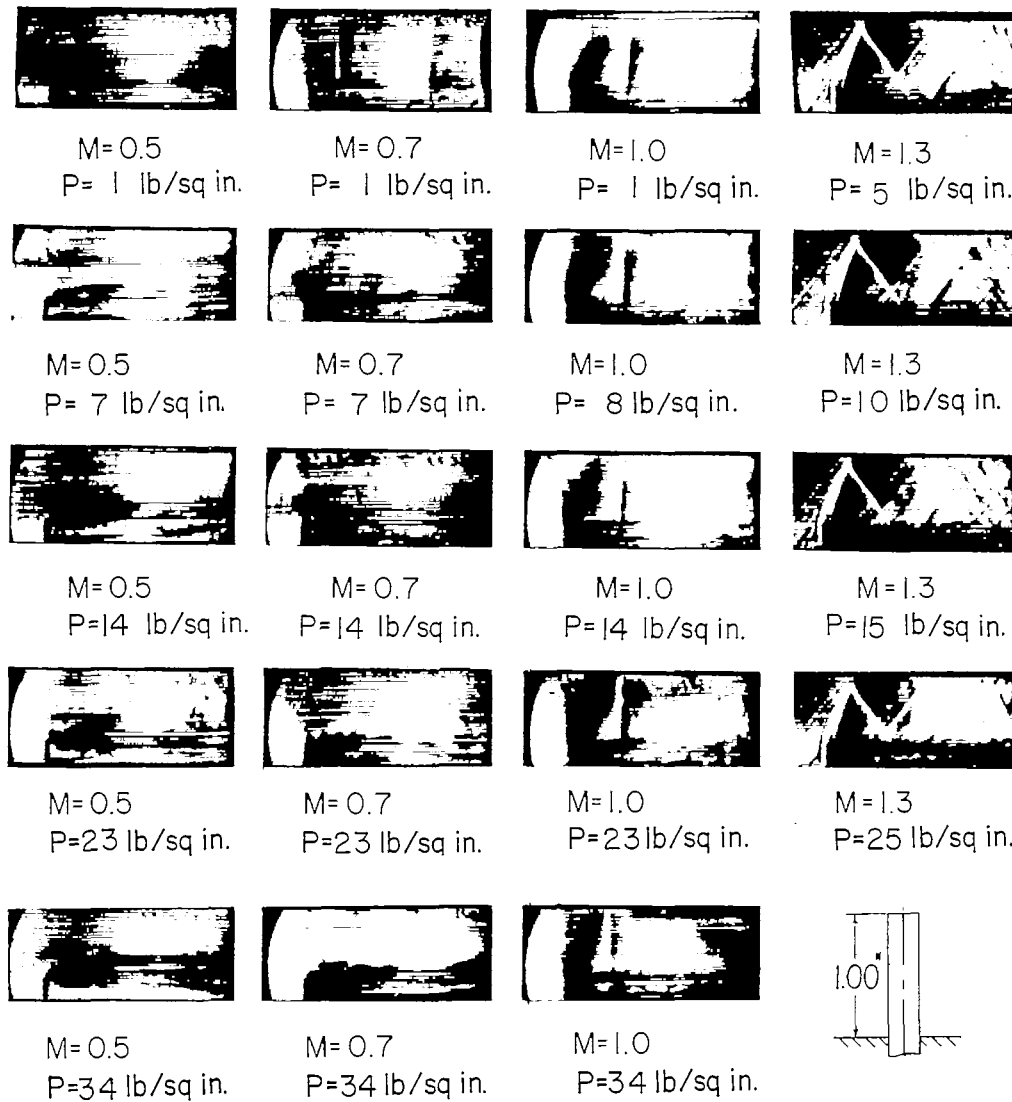 M=0.5
P= 1 lb/sq in.
M=0.7
P= 1 lb/sq in.
M=1.0
P= 1 lb/sq in.
M=1.3
P= 5 lb/sq in.
M=0.5
P= 7 lb/sq in.
M=0.7
P= 7 lb/sq in.
M=1.0
P= 8 lb/sq in.
M=1.3
P=10 lb/sq in.
M=0.5
P=14 lb/sq in.
M=0.7
P=14 lb/sq in.
M=1.0
P=14 lb/sq in.
M=1.3
P=15 lb/sq in.
M=0.5
P=23 lb/sq in.
M=0.7
P=23 lb/sq in.
M=1.0
P=23 lb/sq in.
M=1.3
P=25 lb/sq in.
M=0.5
P=34 lb/sq in.
M=0.7
P=34 lb/sq in.
M=1.0
P=34 lb/sq in.
1.00"